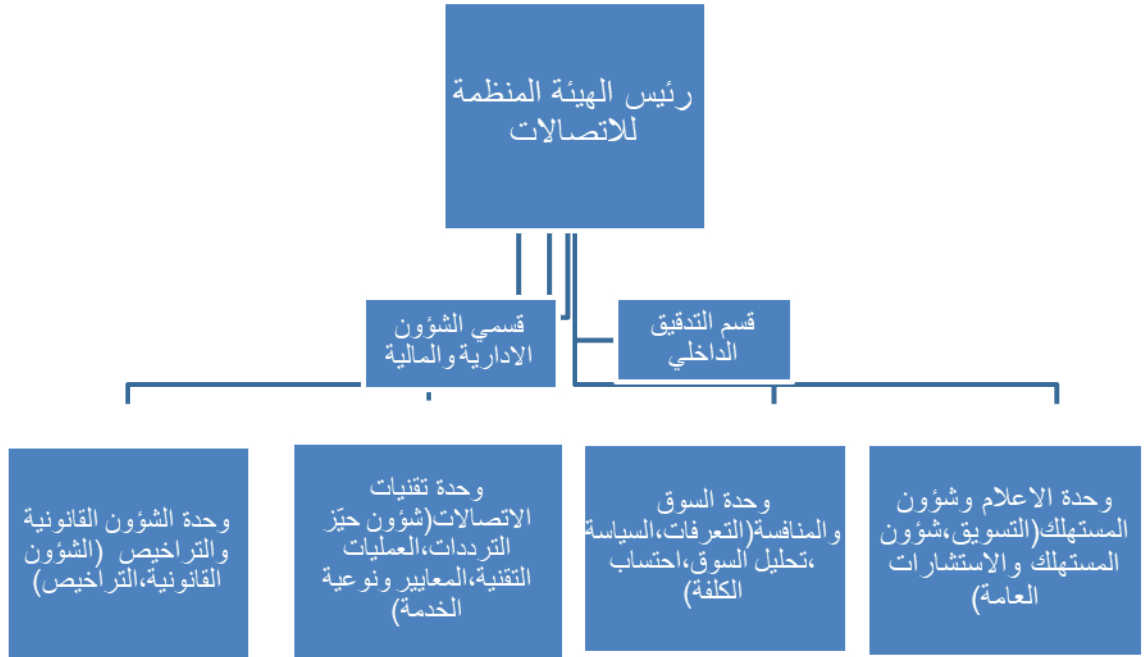 رئيس الهيئة المنظمة
للاتصالات
قسم التدقيق
الداخلي
قسمي الشؤون
الادارية والمالية
وحدة الاعلام وشؤون
المستهلك(التسويق،شؤون
المستهلك والاستشارات
العامة)
وحدة السوق
والمنافسة(التعرفات،السياسة
،تحليل السوق،احتساب
الكلفة)
وحدة تقنيات
الاتصالات(شؤون حيّز
الترددات،العمليات
التقنية،المعايير ونوعية
الخدمة)
وحدة الشؤون القانونية
والتراخيص (الشؤون
القانونية،التراخيص)